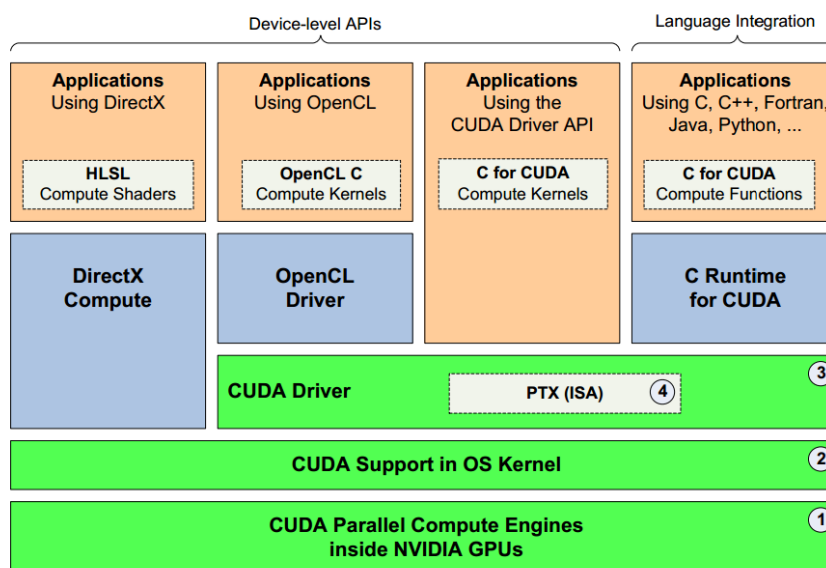 Device-level APIs
Language Integration
Applications
Using DirectX
HLSL
Compute Shaders
Applications
Using OpenCL
OpenCL C
Compute Kernels
Applications
Using the
CUDA Driver API
C for CUDA
Compute Kernels
Applications
Using C, C++, Fortran,
Java, Python, ...
C for CUDA
Compute Functions
DirectX
Compute
OpenCL
Driver
C Runtime
for CUDA
3
CUDA Driver
PTX (ISA)
4
CUDA Support in OS Kernel
2
CUDA Parallel Compute Engines
inside NVIDIA GPUs
1